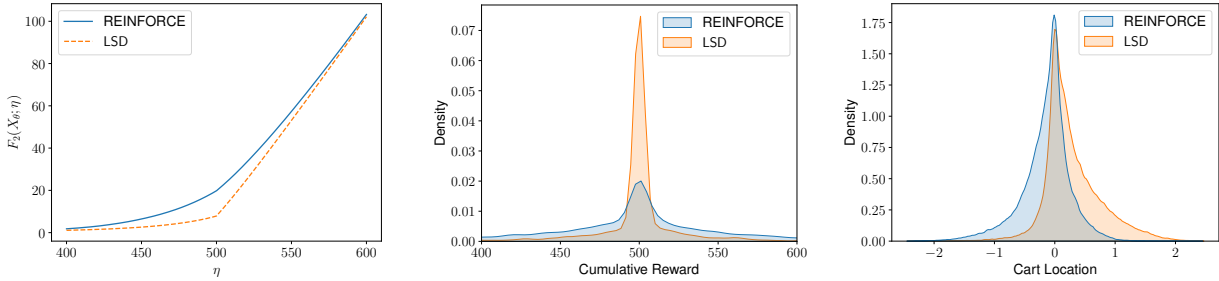 100
80
60
40
20
0
F₂(X_θ; η)
400 450 500 550 600
η
REINFORCE
LSD
0.07
0.06
0.05
0.04
0.03
0.02
0.01
0.00
Density
400 450 500 550 600
Cumulative Reward
REINFORCE
LSD
1.75
1.50
1.25
1.00
0.75
0.50
0.25
0.00
Density
−2 −1 0 1 2
Cart Location
REINFORCE
LSD